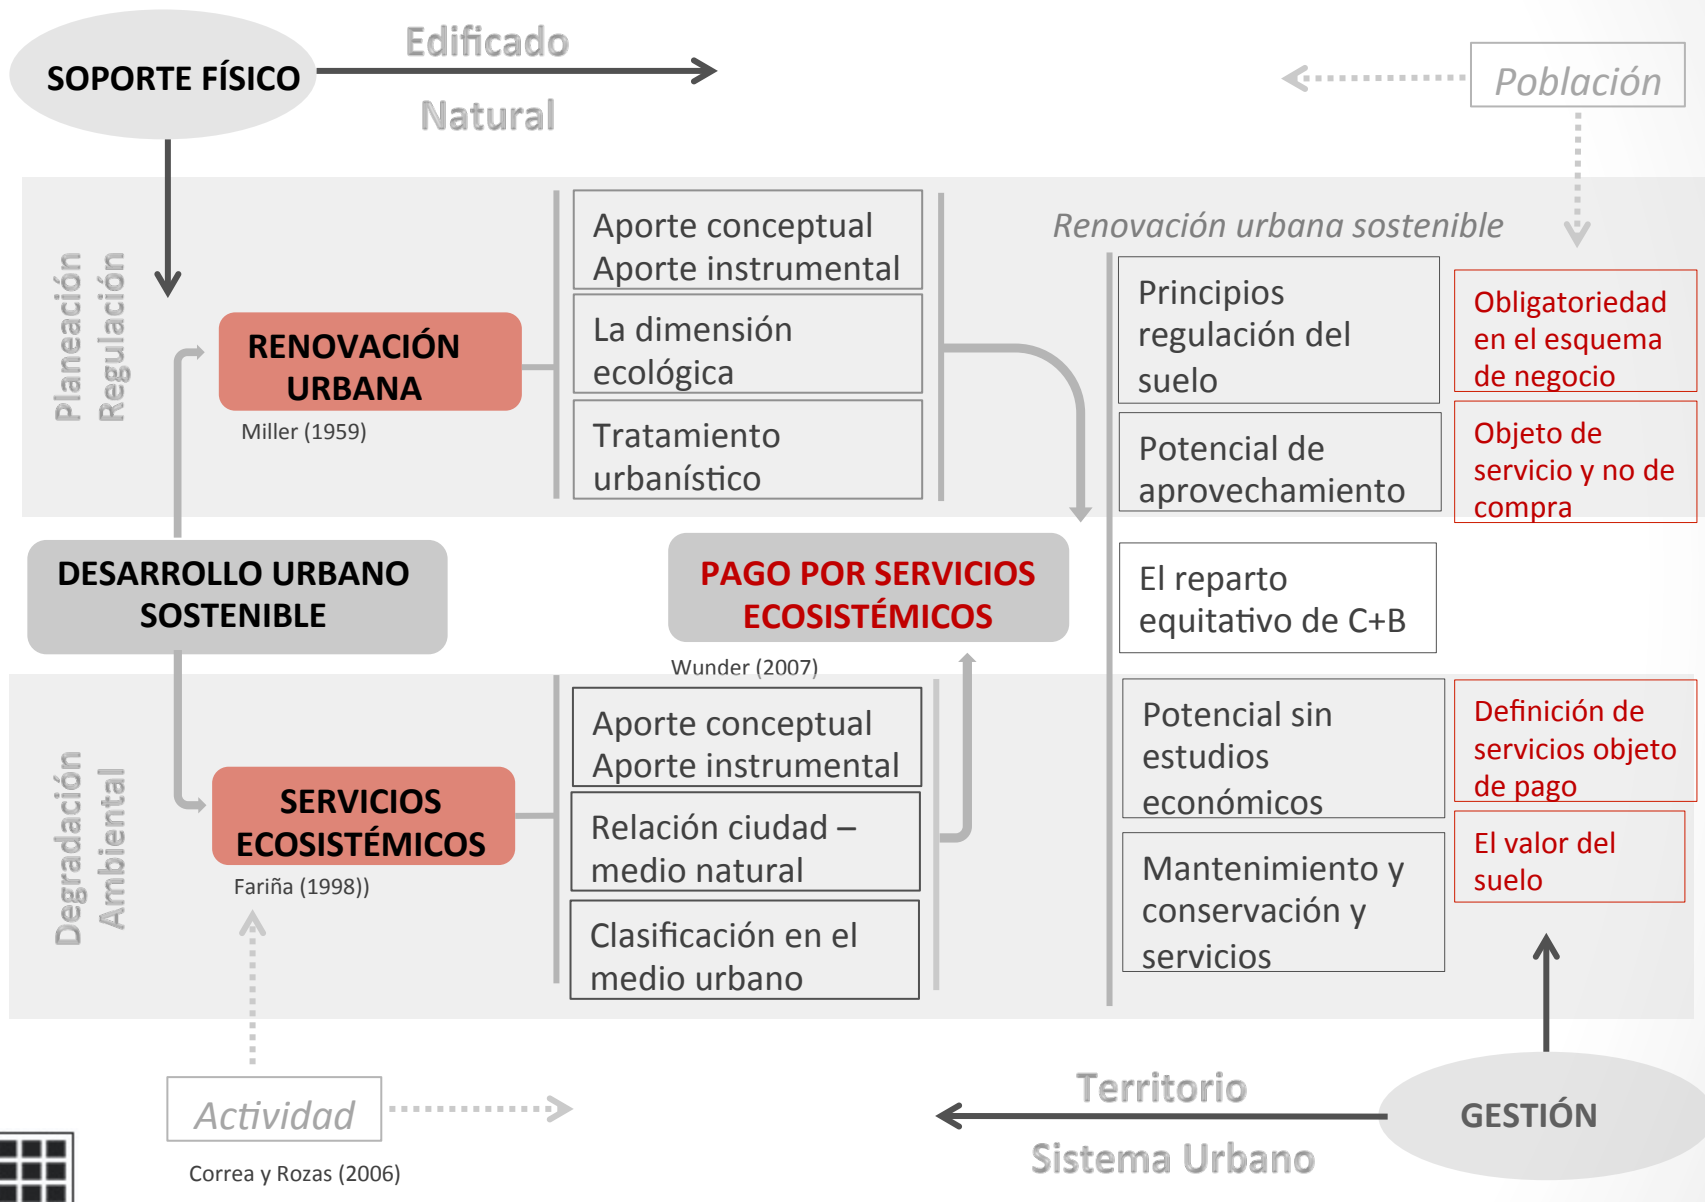 SOPORTE FÍSICO
Edificado
Natural
Población
Planeación
Regulación
RENOVACIÓN
URBANA
Miller (1959)
Aporte conceptual
Aporte instrumental
La dimensión
ecológica
Tratamiento
urbanístico
Renovación urbana sostenible
Principios
regulación del
suelo
Obligatoriedad
en el esquema
de negocio
Potencial de
aprovechamiento
Objeto de
servicio y no de
compra
DESARROLLO URBANO
SOSTENIBLE
PAGO POR SERVICIOS
ECOSISTÉMICOS
Wunder (2007)
El reparto
equitativo de C+B
Degradación
Ambiental
SERVICIOS
ECOSISTÉMICOS
Fariña (1998))
Aporte conceptual
Aporte instrumental
Relación ciudad –
medio natural
Clasificación en el
medio urbano
Potencial sin
estudios
económicos
Definición de
servicios objeto
de pago
Mantenimiento y
conservación y
servicios
El valor del
suelo
Actividad
Correa y Rozas (2006)
Territorio
Sistema Urbano
GESTIÓN